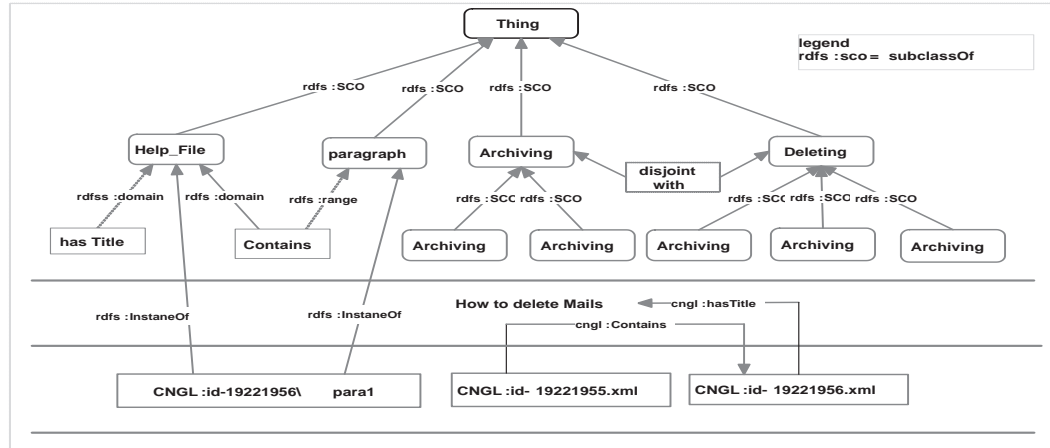 Thing
legend
rdfs :sco = subclassOf
rdfs :SCO
rdfs :SCO
rdfs :SCO
rdfs :SCO
Help_File
paragraph
Archiving
Deleting
disjoint
with
rdfss :domain
rdfs :domain
rdfs :range
rdfs :SCC
rdfs :SCO
rdfs :SC(
rdfs :SCC
rdfs :SCO
has Title
Contains
Archiving
Archiving
Archiving
Archiving
Archiving
How to delete Mails
cngl :hasTitle
rdfs :InstaneOf
rdfs :InstaneOf
cngl :Contains
CNGL :id-19221956\ para1
CNGL :id- 19221955.xml
CNGL :id- 19221956.xml